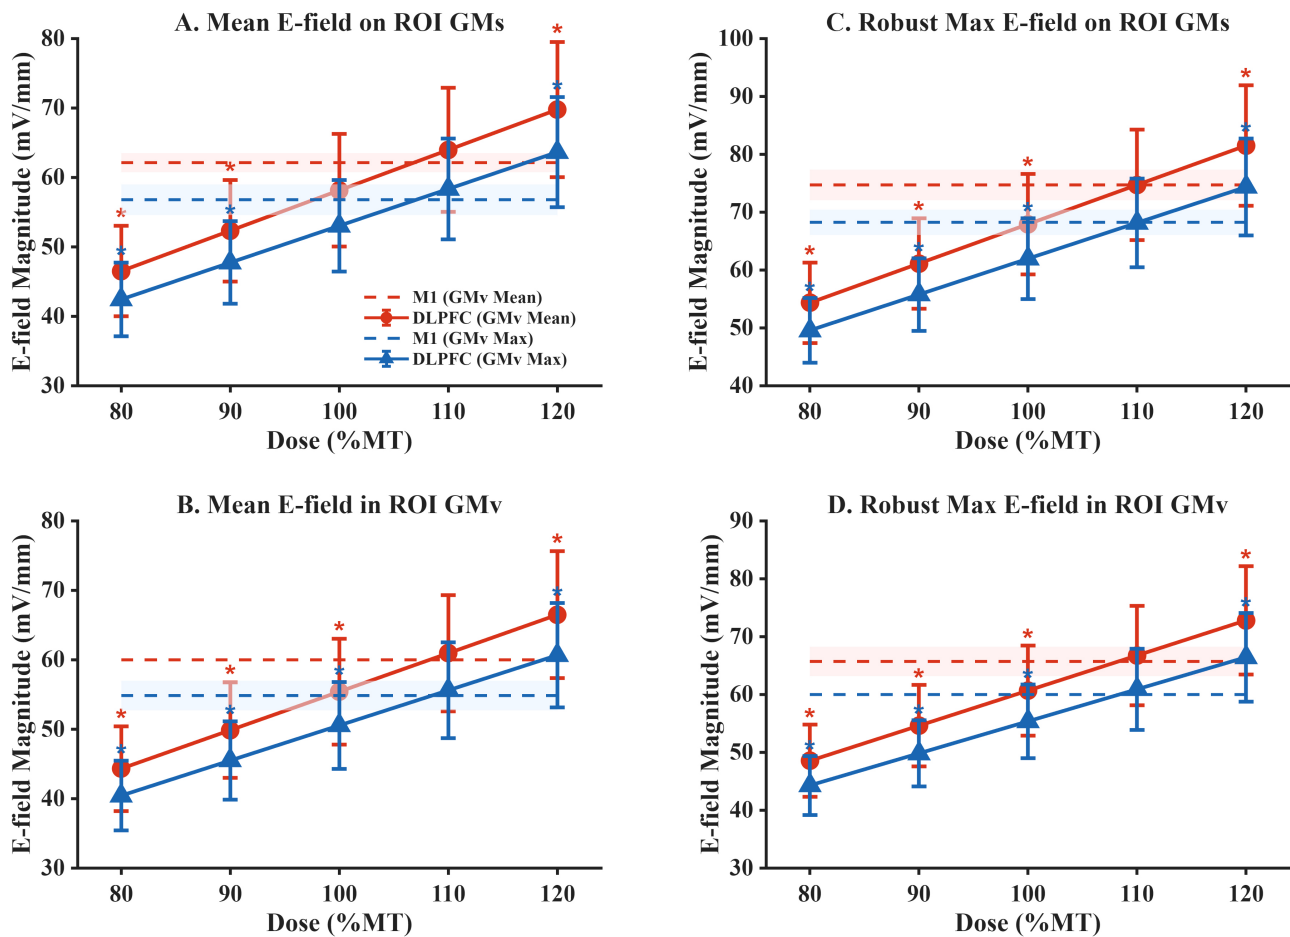 A. Mean E-field on ROI GMs
E-field Magnitude (mV/mm)
80
70
60
50
40
30
* * *
* * *
M1 (GMv Mean)
DLPFC (GMv Mean)
M1 (GMv Max)
DLPFC (GMv Max)
80 90 100 110 120
Dose (%MT)
C. Robust Max E-field on ROI GMs
E-field Magnitude (mV/mm)
100
90
80
70
60
50
40
* * * *
* * * *
80 90 100 110 120
Dose (%MT)
B. Mean E-field in ROI GMv
E-field Magnitude (mV/mm)
80
70
60
50
40
30
* * * *
* * * *
80 90 100 110 120
Dose (%MT)
D. Robust Max E-field in ROI GMv
E-field Magnitude (mV/mm)
90
80
70
60
50
40
30
* * * *
* * * *
80 90 100 110 120
Dose (%MT)